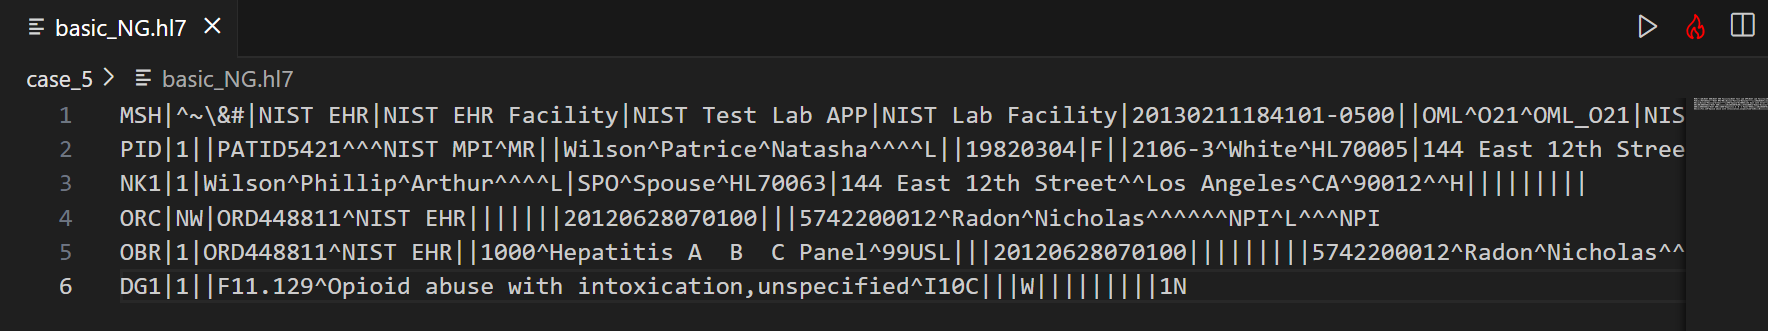 basic_NG.hl7
case_5 > basic_NG.hl7
1 MSH|^~\&#|NIST EHR|NIST EHR Facility|NIST Test Lab APP|NIST Lab Facility|20130211184101-0500||OML^O21^OML_O21|NIS
2 PID|1||PATID5421^^^NIST MPI^MR||Wilson^Patrice^Natasha^^^^L||19820304|F||2106-3^White^HL70005|144 East 12th Stree
3 NK1|1|Wilson^Phillip^Arthur^^^^L|SPO^Spouse^HL70063|144 East 12th Street^^Los Angeles^CA^90012^^H|||||||||
4 ORC|NW|ORD448811^NIST EHR|||||||20120628070100|||5742200012^Radon^Nicholas^^^^^^NPI^L^^^NPI
5 OBR|1|ORD448811^NIST EHR||1000^Hepatitis A  B  C Panel^99USL|||20120628070100|||||||||5742200012^Radon^Nicholas^^
6 DG1|1||F11.129^Opioid abuse with intoxication,unspecified^I10C|||W|||||||||1N